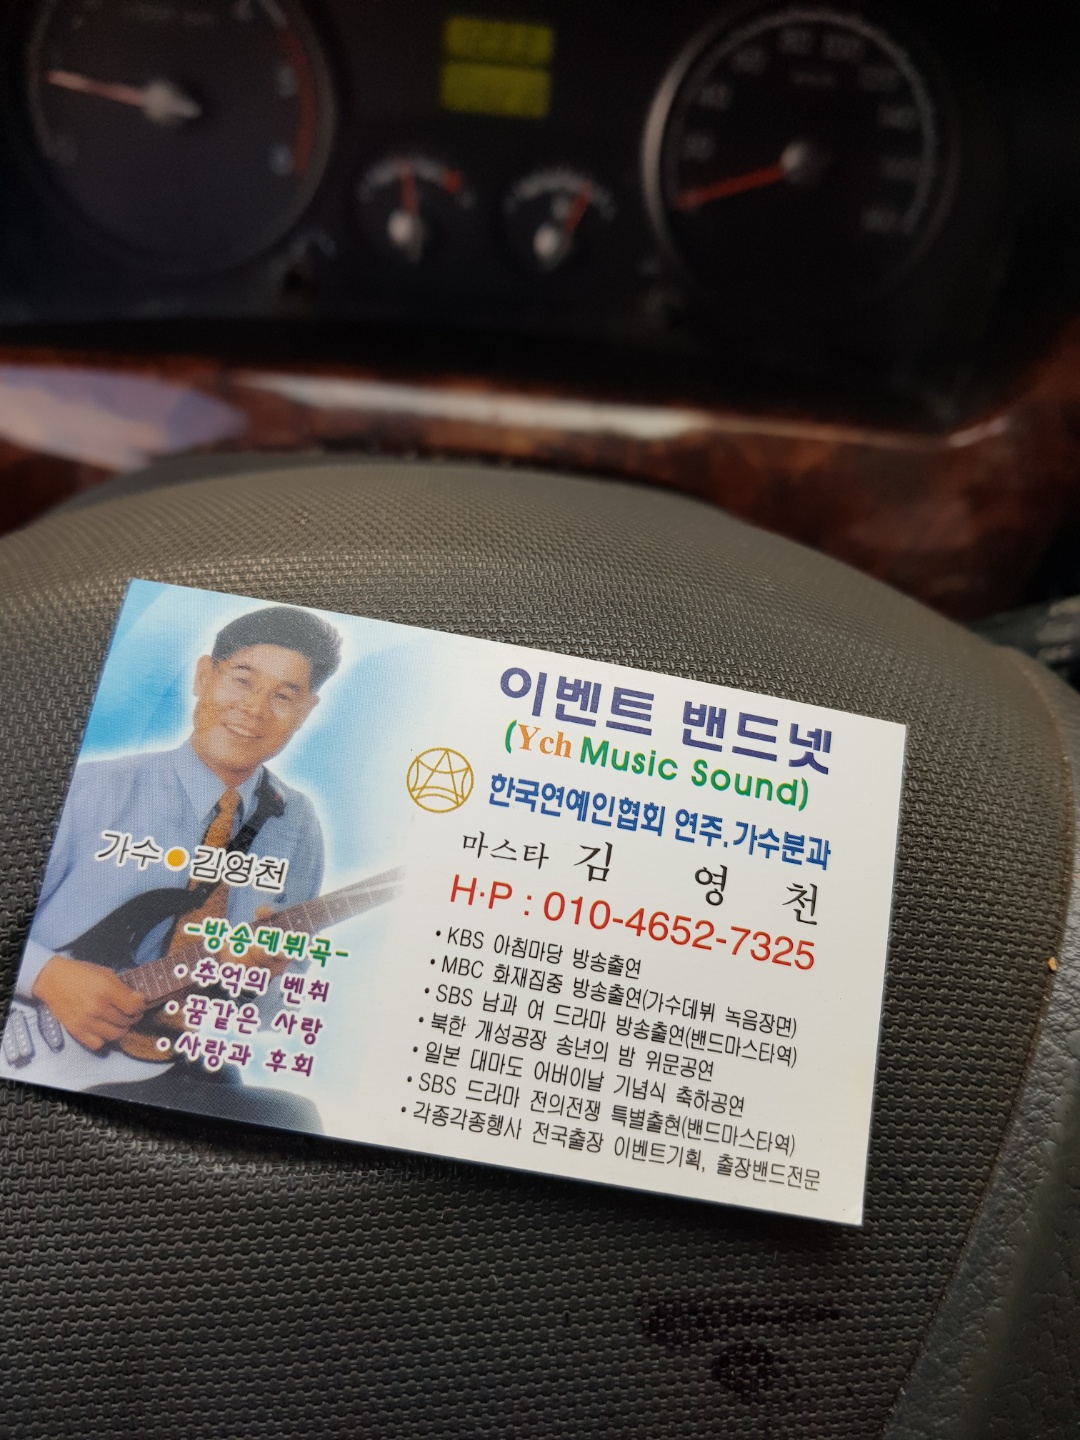 이벤트 밴드넷
(Ych Music Sound)
한국연예인협회 연주.가수분과
마스타 김 영 천
H·P : 010-4652-7325
• KBS 아침마당 방송출연
• MBC 화재집중 방송출연(가수데뷔 녹음장면)
• SBS 남과 여 드라마 방송출연(밴드마스타역)
• 북한 개성공장 송년의 밤 위문공연
• 일본 대마도 어버이날 기념식 축하공연
• SBS 드라마 전의전쟁 특별출현(밴드마스타역)
• 각종각종행사 전국출장 이벤트기획, 출장밴드전문
가수●김영천
-방송데뷔곡-
• 추억의 벤취
• 꿈같은 사랑
• 사랑과 후회